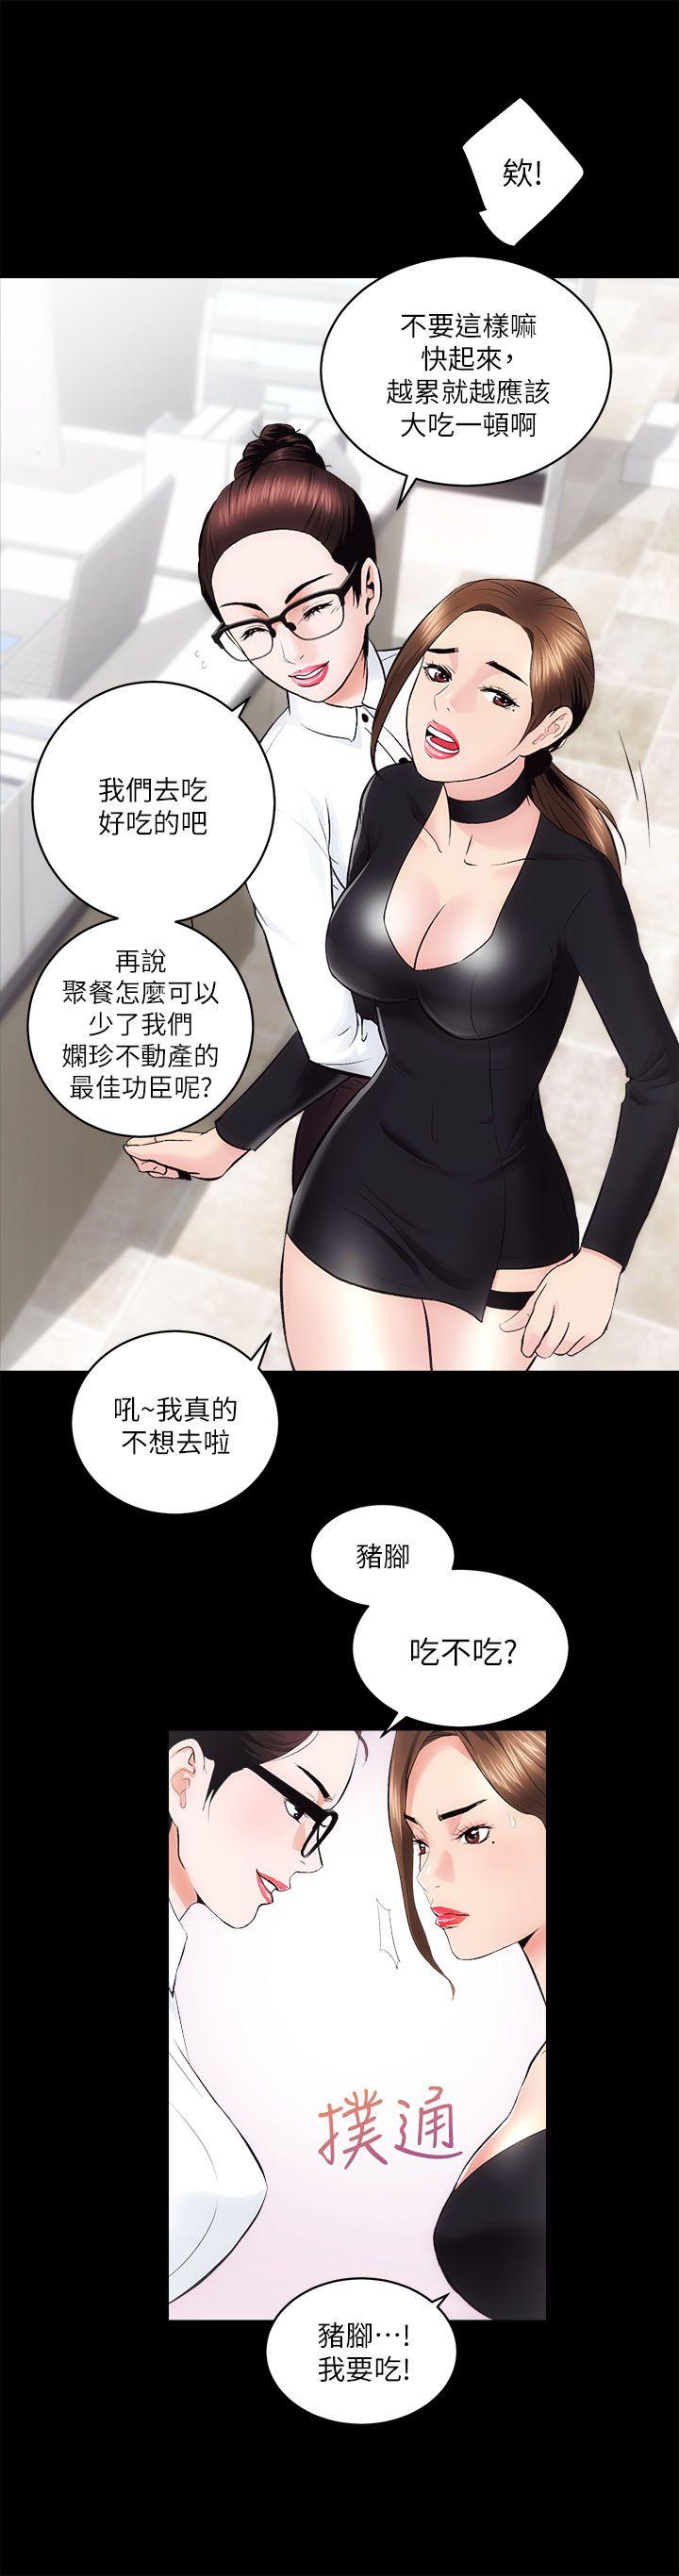 欸!
不要這樣嘛
快起來,
越累就越應該
大吃一頓啊
我們去吃
好吃的吧
再說
聚餐怎麼可以
少了我們
嫻珍不動產的
最佳功臣呢?
吼~我真的
不想去啦
豬腳
吃不吃?
撲通
豬腳…!
我要吃!